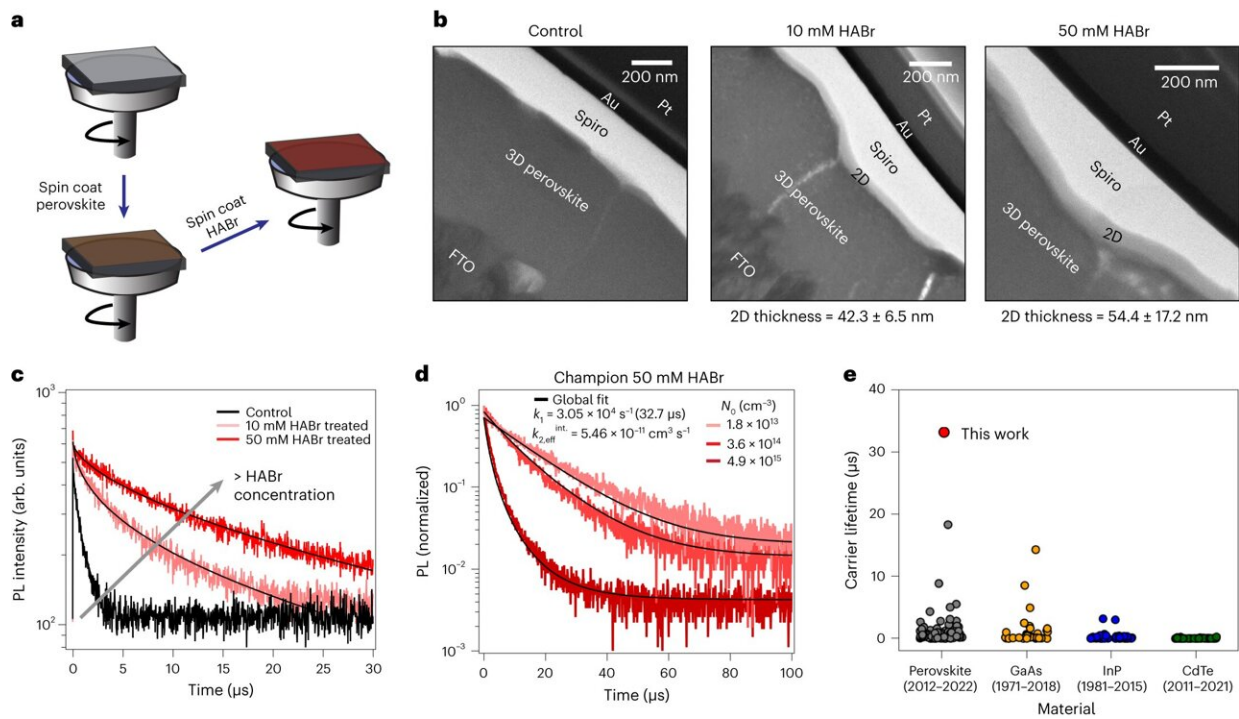 a
Spin coat
perovskite
Spin coat
HABr
b
Control
10 mM HABr
50 mM HABr
200 nm
Au
Pt
Spiro
3D perovskite
FTO
200 nm
Au
Pt
Spiro
2D
3D perovskite
FTO
200 nm
Au
Pt
Spiro
2D
3D perovskite
2D thickness = 42.3 ± 6.5 nm
2D thickness = 54.4 ± 17.2 nm
c
10³
10²
PL intensity (arb. units)
Control
10 mM HABr treated
50 mM HABr treated
> HABr
concentration
0 5 10 15 20 25 30
Time (µs)
d
Champion 50 mM HABr
Global fit
k₁ = 3.05 × 10⁴ s⁻¹ (32.7 µs)
k₂,eff^int. = 5.46 × 10⁻¹¹ cm³ s⁻¹
N₀ (cm⁻³)
1.8 × 10¹³
3.6 × 10¹⁴
4.9 × 10¹⁵
10⁰
10⁻¹
10⁻²
10⁻³
PL (normalized)
0 20 40 60 80 100
Time (µs)
e
40
30
20
10
0
Carrier lifetime (µs)
This work
Perovskite
(2012–2022)
GaAs
(1971–2018)
InP
(1981–2015)
CdTe
(2011–2021)
Material